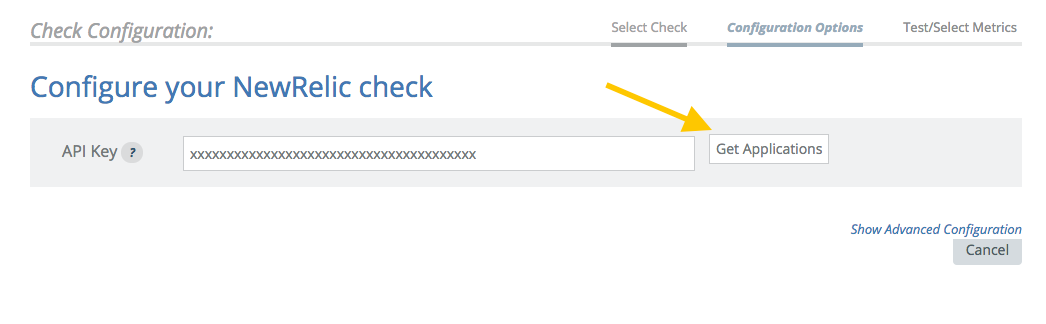 Check Configuration:
Select Check
Configuration Options
Test/Select Metrics
Configure your NewRelic check
API Key ?
xxxxxxxxxxxxxxxxxxxxxxxxxxxxxxxxxxxxxxxx
Get Applications
Show Advanced Configuration
Cancel